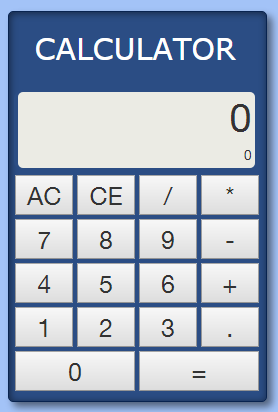 CALCULATOR
0
0
AC CE / *
7 8 9 -
4 5 6 +
1 2 3 .
0 =